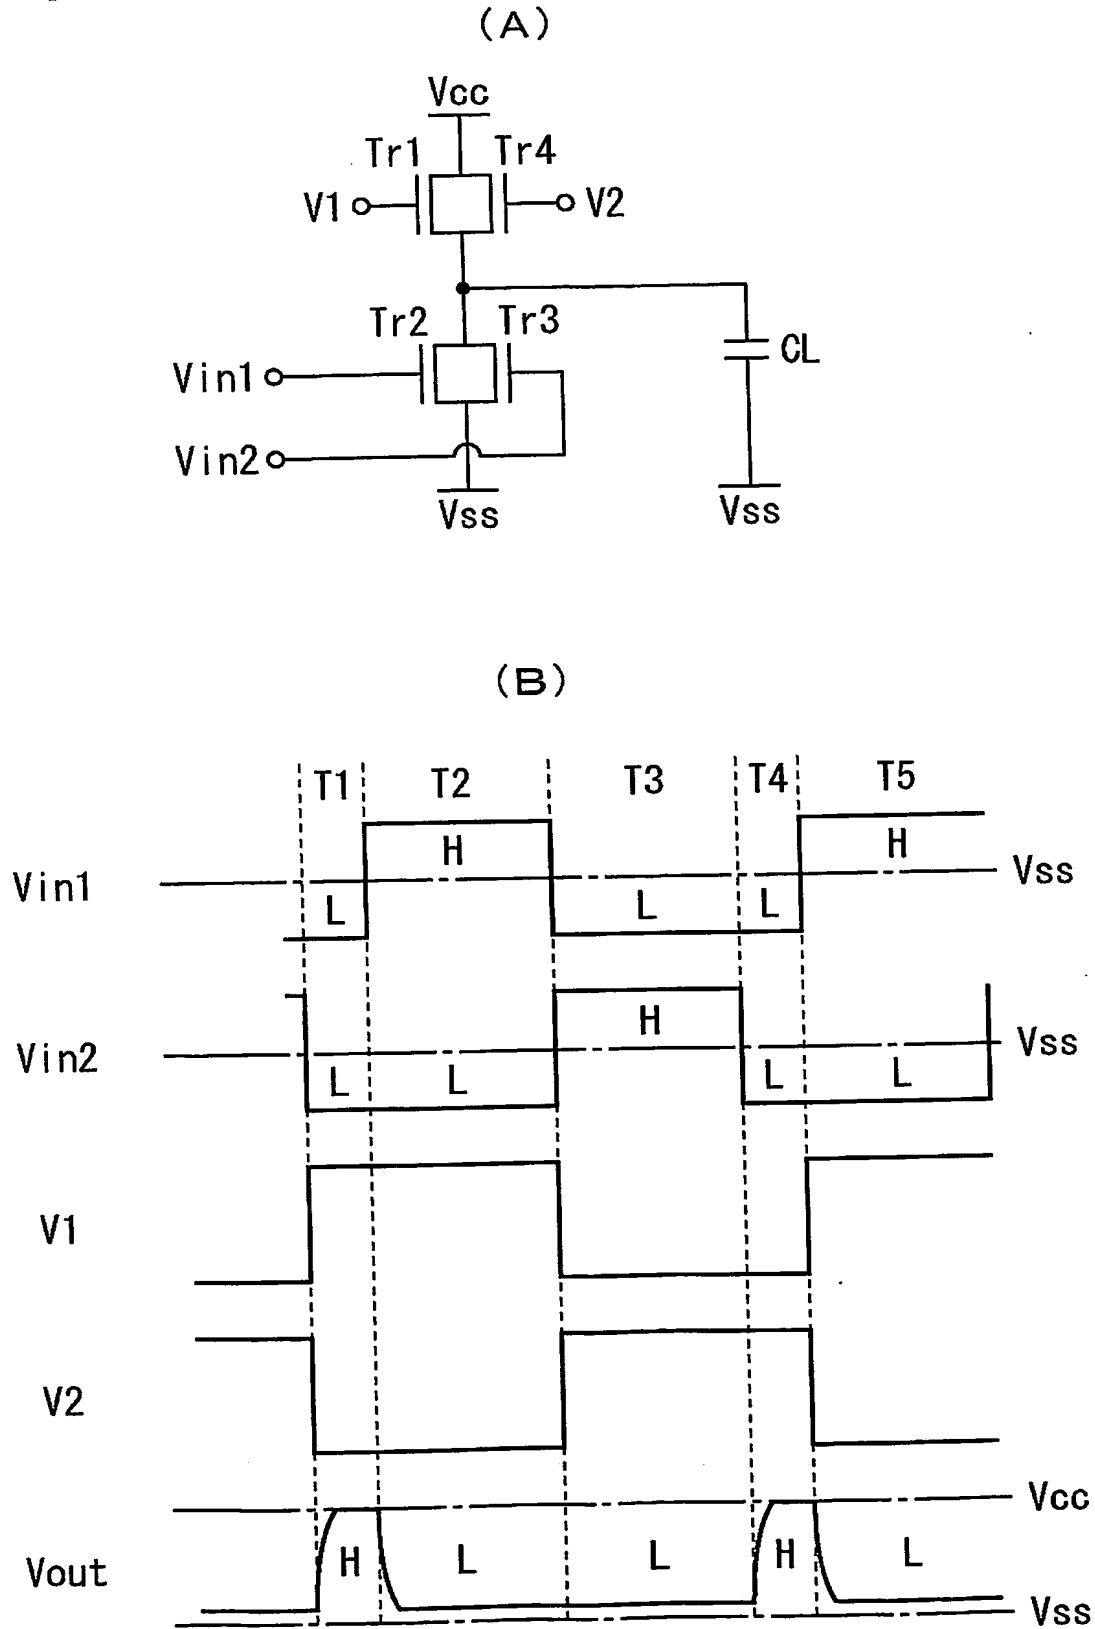 (A)
Vcc
Tr1 Tr4
V1 V2
Tr2 Tr3
CL
Vin1
Vin2
Vss Vss
(B)
T1 T2 T3 T4 T5
H H
Vin1 Vss
L L L
H
Vin2 Vss
L L L L
V1
V2
Vcc
Vout H L L H L
Vss